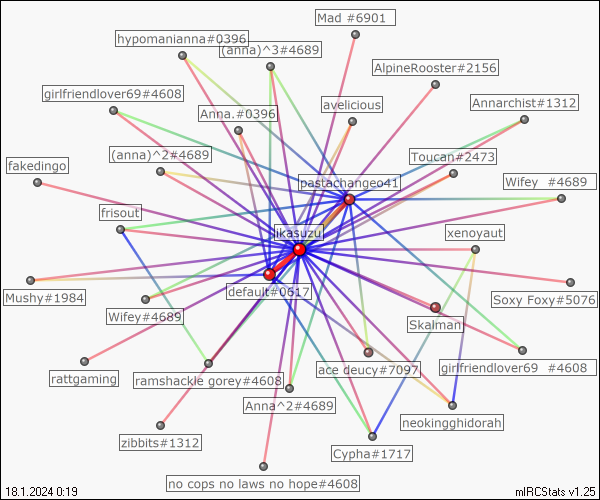 Mad #6901
hypomanianna#0396
(anna)^3#4689
AlpineRooster#2156
girlfriendlover69#4608
Anna.#0396
avelicious
Annarchist#1312
(anna)^2#4689
Toucan#2473
fakedingo
pastachangeo41
Wifey #4689
frisout
likasuzu
xenoyaut
Mushy#1984
default#0617
Soxy Foxy#5076
Wifey#4689
Skalman
rattgaming
ramshackle gorey#4608
ace deucy#7097
girlfriendlover69 #4608
Anna^2#4689
neokingghidorah
zibbits#1312
Cypha#1717
no cops no laws no hope#4608
18.1.2024 0:19
mIRCStats v1.25